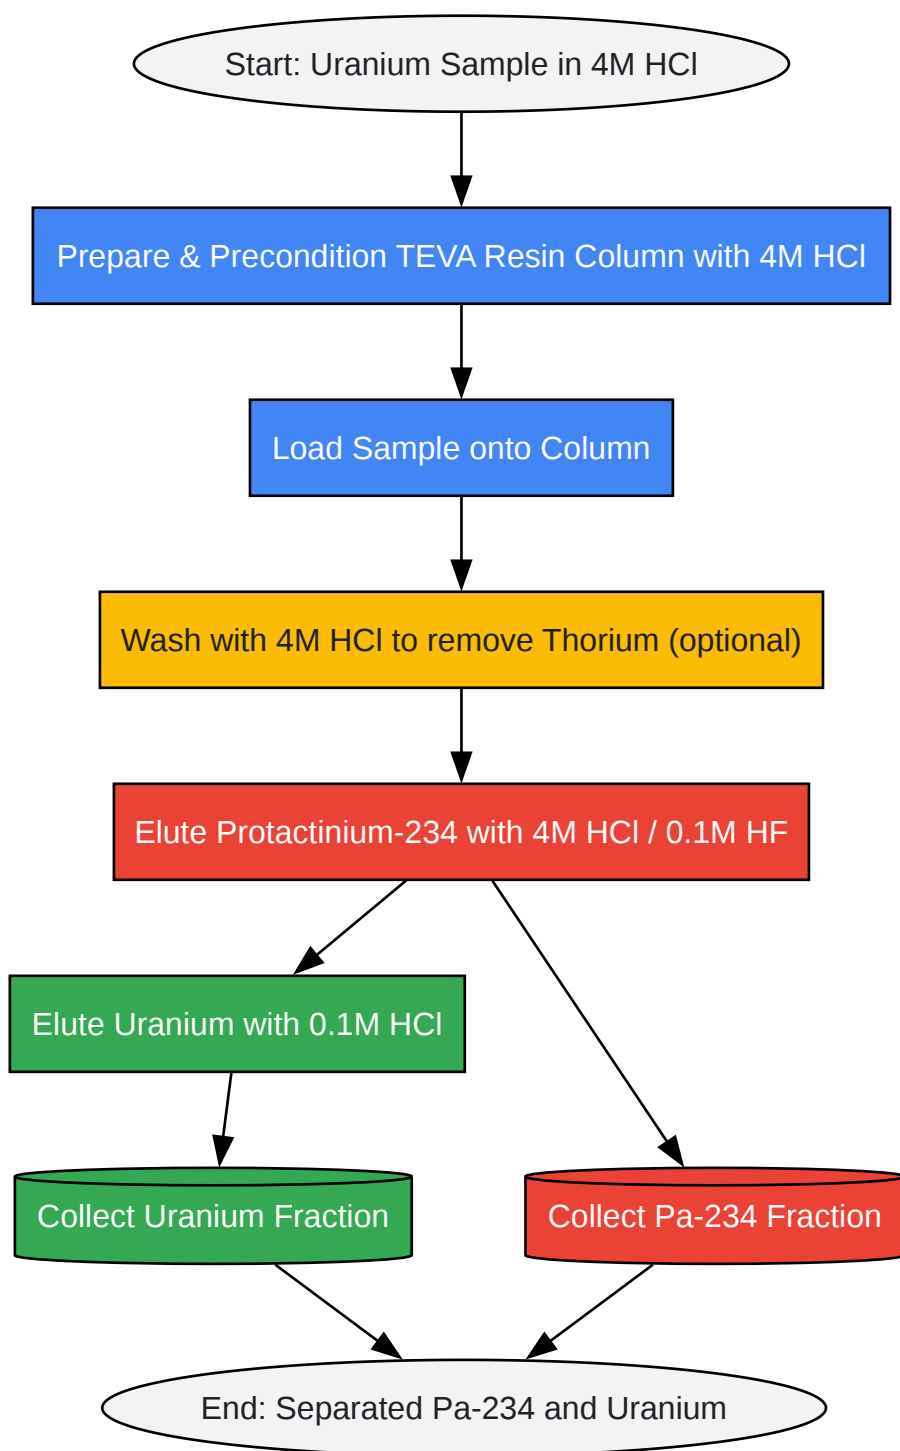 Start: Uranium Sample in 4M HCl
Prepare & Precondition TEVA Resin Column with 4M HCl
Load Sample onto Column
Wash with 4M HCl to remove Thorium (optional)
Elute Protactinium-234 with 4M HCl / 0.1M HF
Elute Uranium with 0.1M HCl
Collect Uranium Fraction
Collect Pa-234 Fraction
End: Separated Pa-234 and Uranium